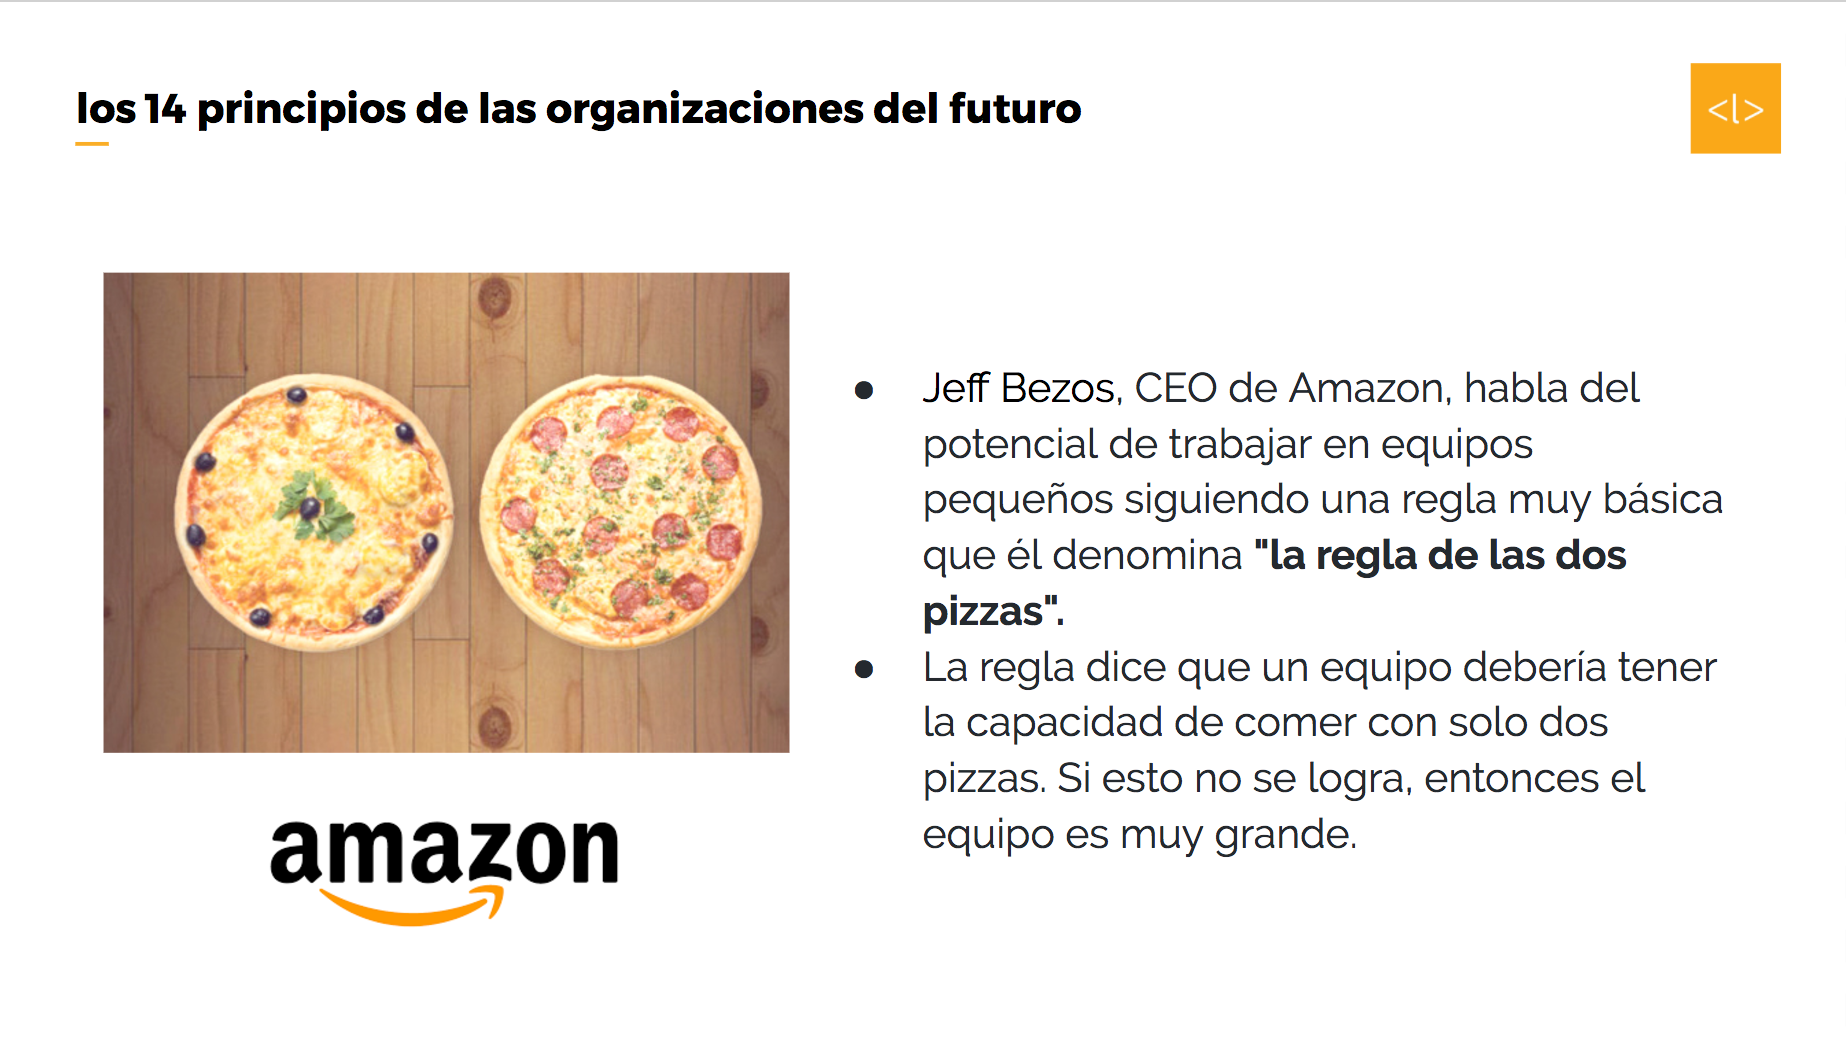 los 14 principios de las organizaciones del futuro
<l>
● Jeff Bezos, CEO de Amazon, habla del
potencial de trabajar en equipos
pequeños siguiendo una regla muy básica
que él denomina "la regla de las dos
pizzas".
● La regla dice que un equipo debería tener
la capacidad de comer con solo dos
pizzas. Si esto no se logra, entonces el
equipo es muy grande.
amazon